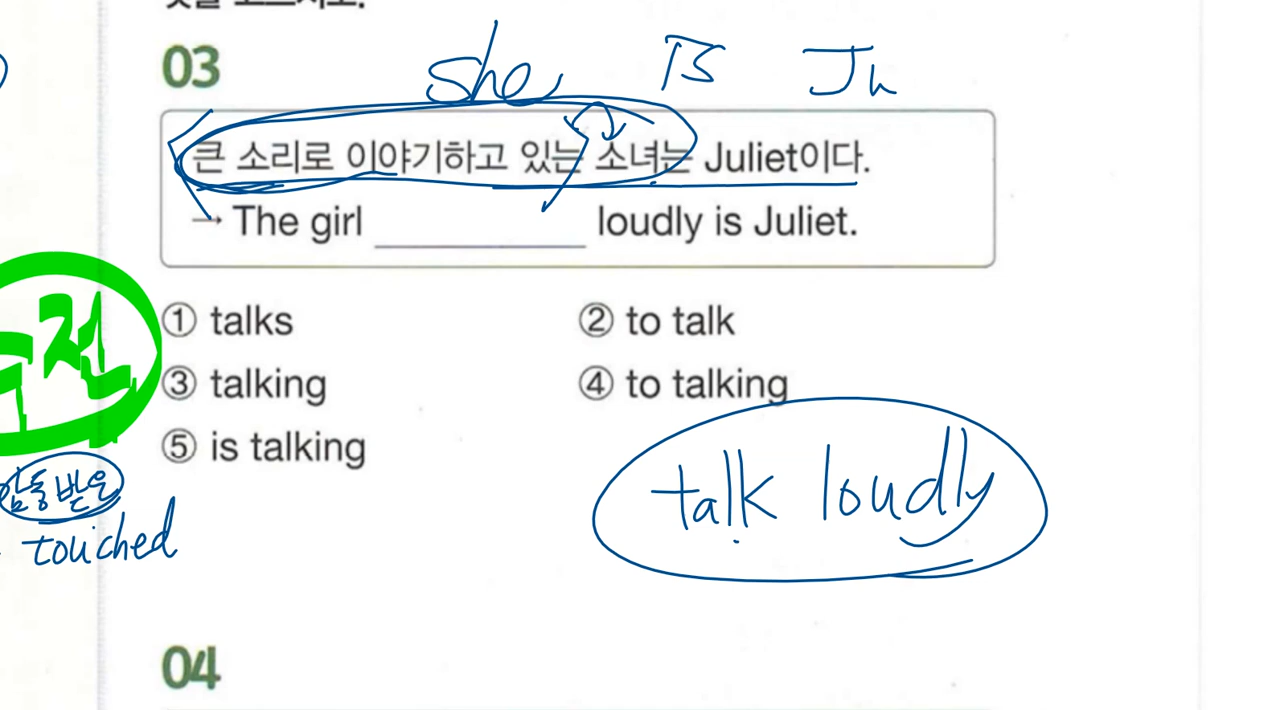 03
she is Ju
큰 소리로 이야기하고 있는 소녀는 Juliet이다.
→ The girl __________ loudly is Juliet.
① talks ② to talk
③ talking ④ to talking
⑤ is talking
전
talk loudly
감동 받은
touched
04